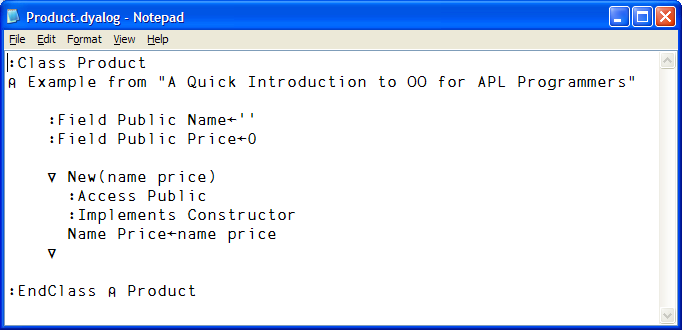 Product.dyalog - Notepad
File Edit Format View Help
:Class Product
⍝ Example from "A Quick Introduction to OO for APL Programmers"
:Field Public Name←''
:Field Public Price←0
∇ New(name price)
:Access Public
:Implements Constructor
Name Price←name price
∇
:EndClass ⍝ Product